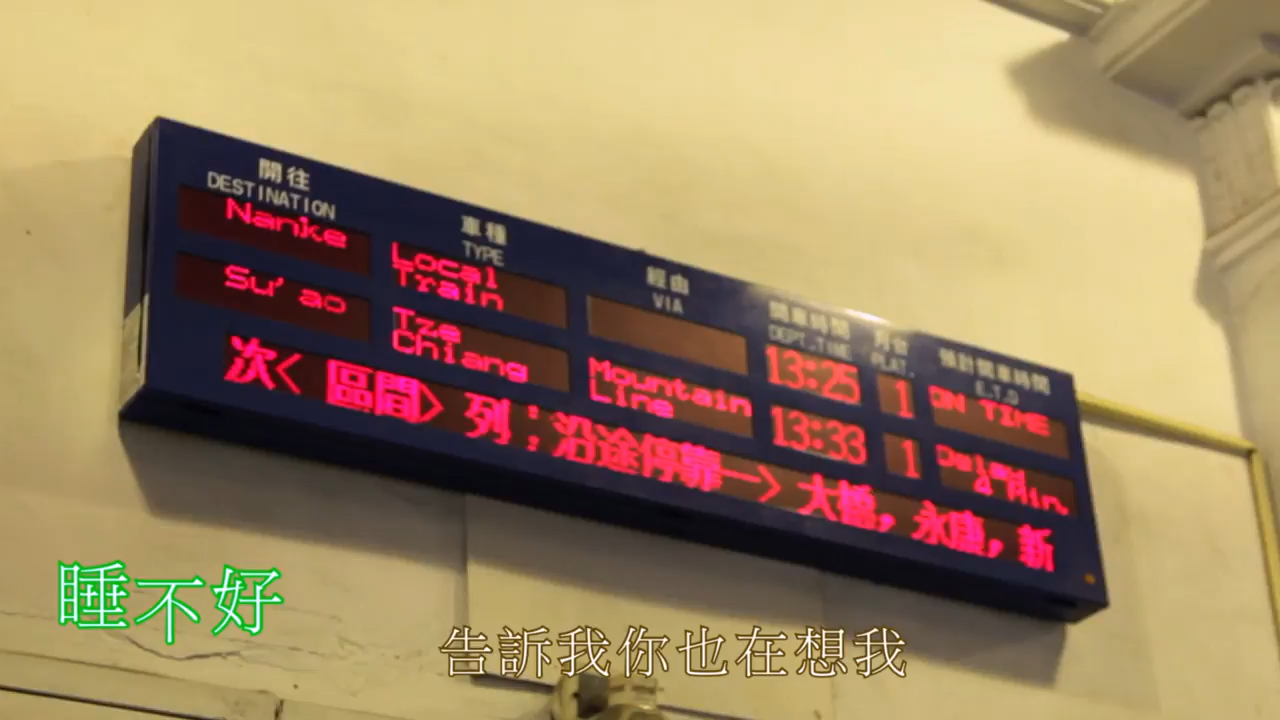 開往 車種 經由 開車時間 月台 預計開車時間
DESTINATION TYPE VIA DEPT.TIME PLAT. E.T.D
Nanke Local Train 13:25 1 ON TIME
Su'ao Tze Chiang Mountain Line 13:33 1 Delay 4 Min.
次< 區間> 列；沿途停靠—> 大橋，永康，新
睡不好
告訴我你也在想我